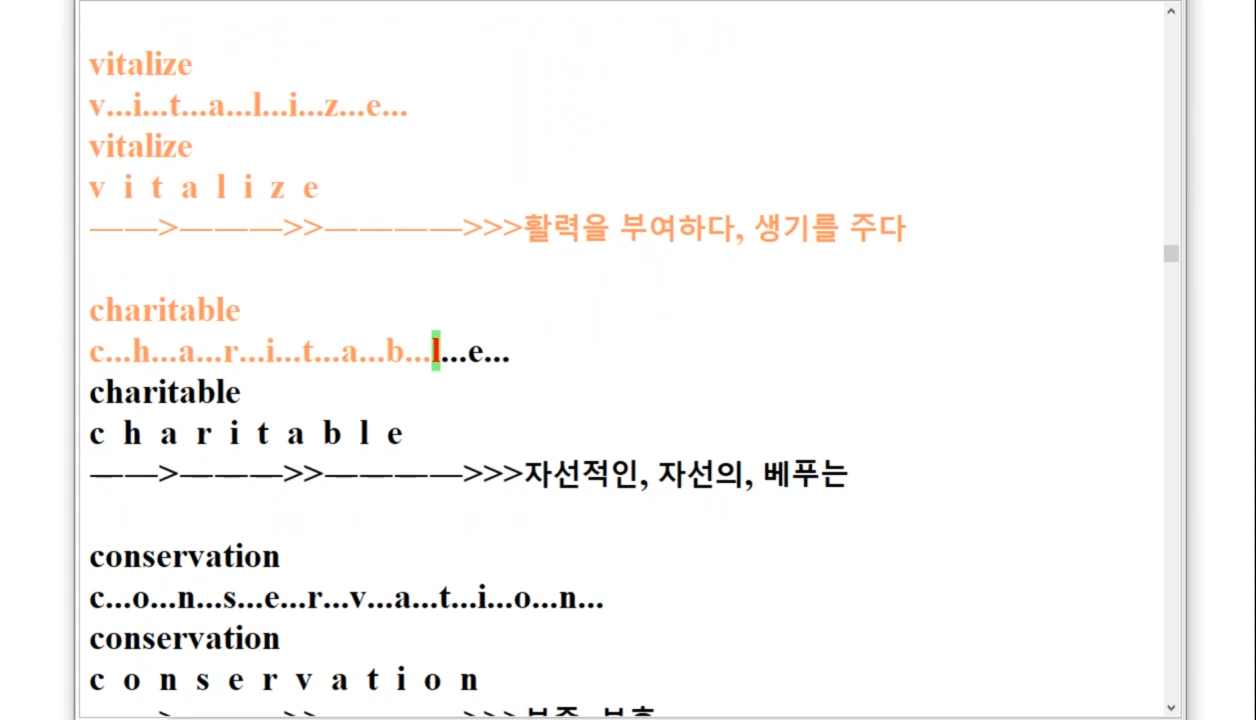 vitalize
v...i...t...a...l...i...z...e...
vitalize
v i t a l i z e
——>———>>————>>>활력을 부여하다, 생기를 주다
charitable
c...h...a...r...i...t...a...b...l...e...
charitable
c h a r i t a b l e
——>———>>————>>>자선적인, 자선의, 베푸는
conservation
c...o...n...s...e...r...v...a...t...i...o...n...
conservation
c o n s e r v a t i o n